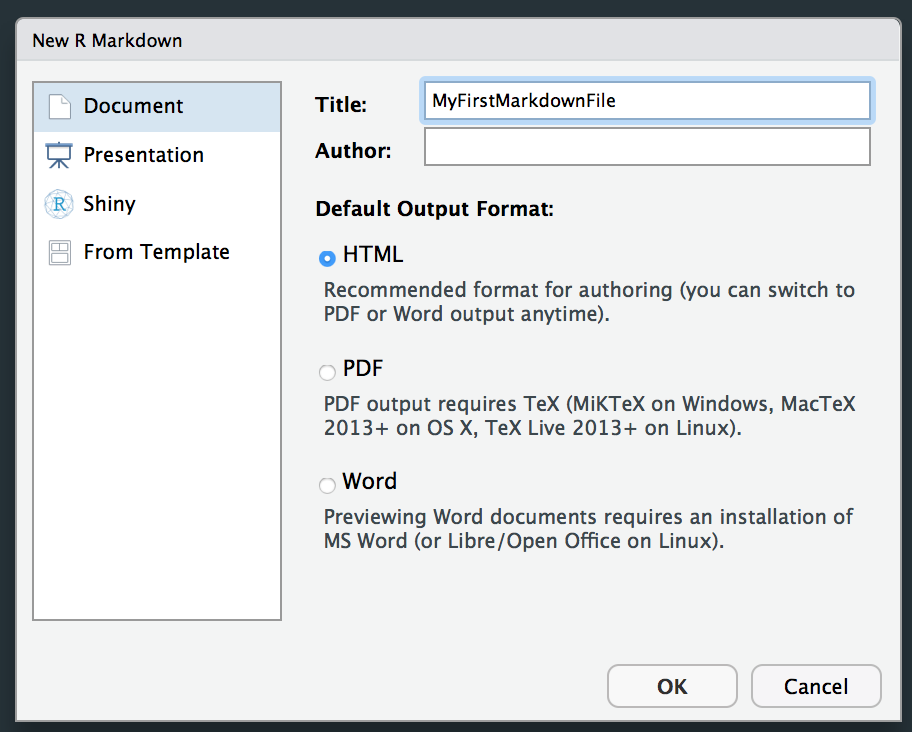 New R Markdown
Document
Presentation
R
Shiny
From Template
Title:
MyFirstMarkdownFile
Author:
Default Output Format:
HTML
Recommended format for authoring (you can switch to
PDF or Word output anytime).
PDF
PDF output requires TeX (MiKTeX on Windows, MacTeX
2013+ on OS X, TeX Live 2013+ on Linux).
Word
Previewing Word documents requires an installation of
MS Word (or Libre/Open Office on Linux).
OK
Cancel